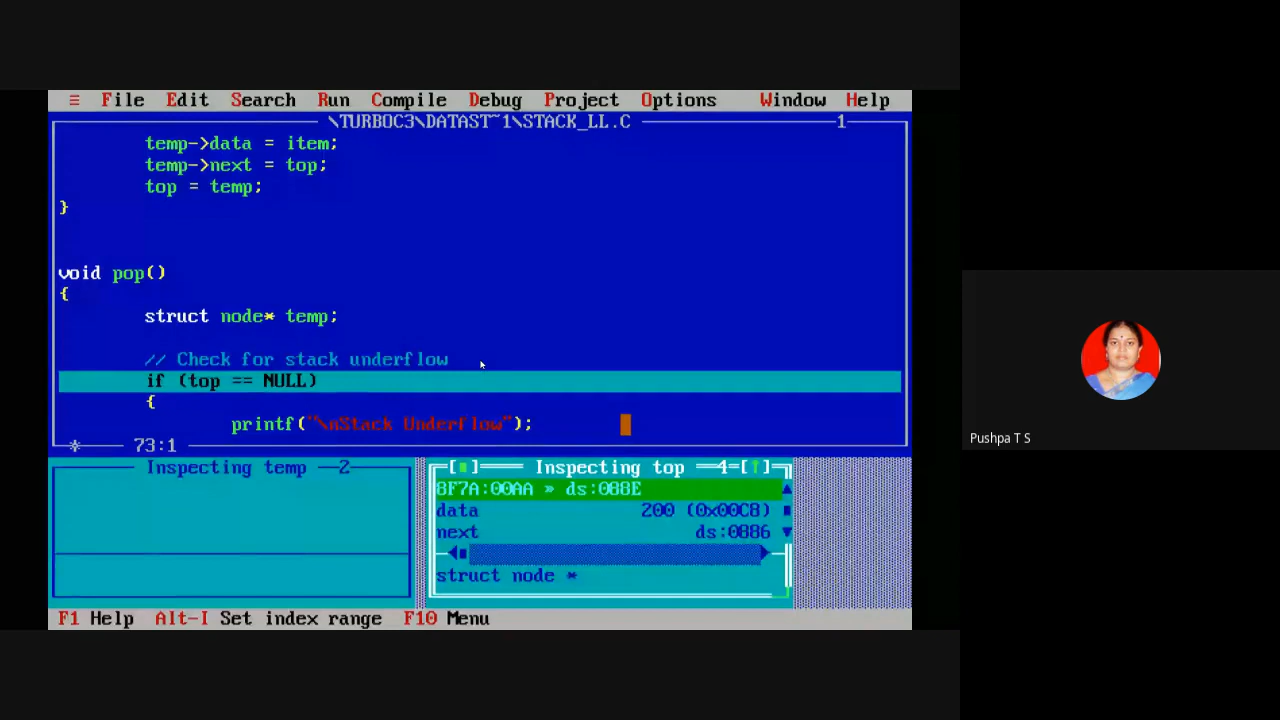 ≡ File Edit Search Run Compile Debug Project Options Window Help
\TURBOC3\DATAST~1\STACK_LL.C 1
temp->data = item;
temp->next = top;
top = temp;
}
void pop()
{
struct node* temp;
// Check for stack underflow
if (top == NULL)
{
printf("\nStack Underflow");
73:1
Inspecting temp 2
Inspecting top 4=[↑]
8F7A:00AA » ds:088E
data 200 (0x00C8)
next ds:0886
struct node *
F1 Help Alt-I Set index range F10 Menu
Pushpa T S